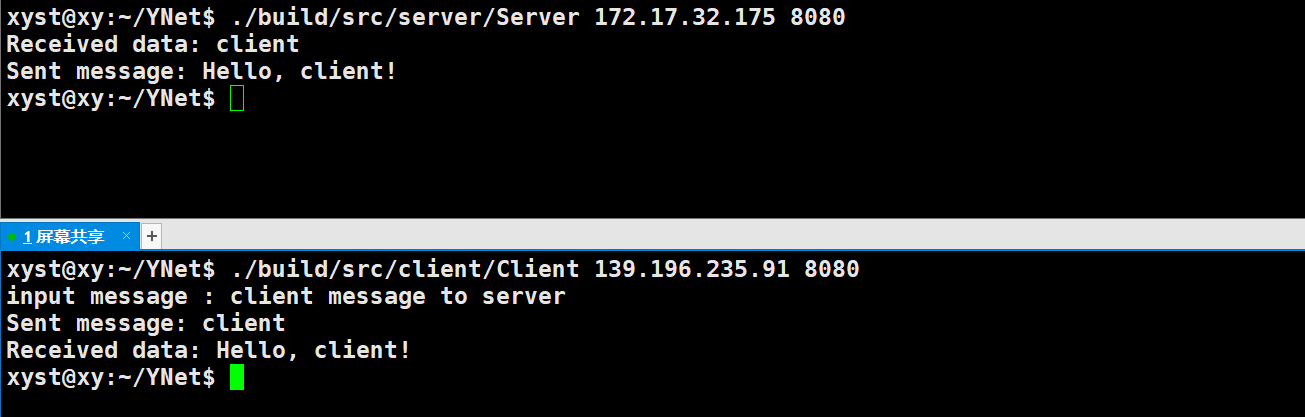 xyst@xy:~/YNet$ ./build/src/server/Server 172.17.32.175 8080
Received data: client
Sent message: Hello, client!
xyst@xy:~/YNet$
1 屏幕共享 × +
xyst@xy:~/YNet$ ./build/src/client/Client 139.196.235.91 8080
input message : client message to server
Sent message: client
Received data: Hello, client!
xyst@xy:~/YNet$